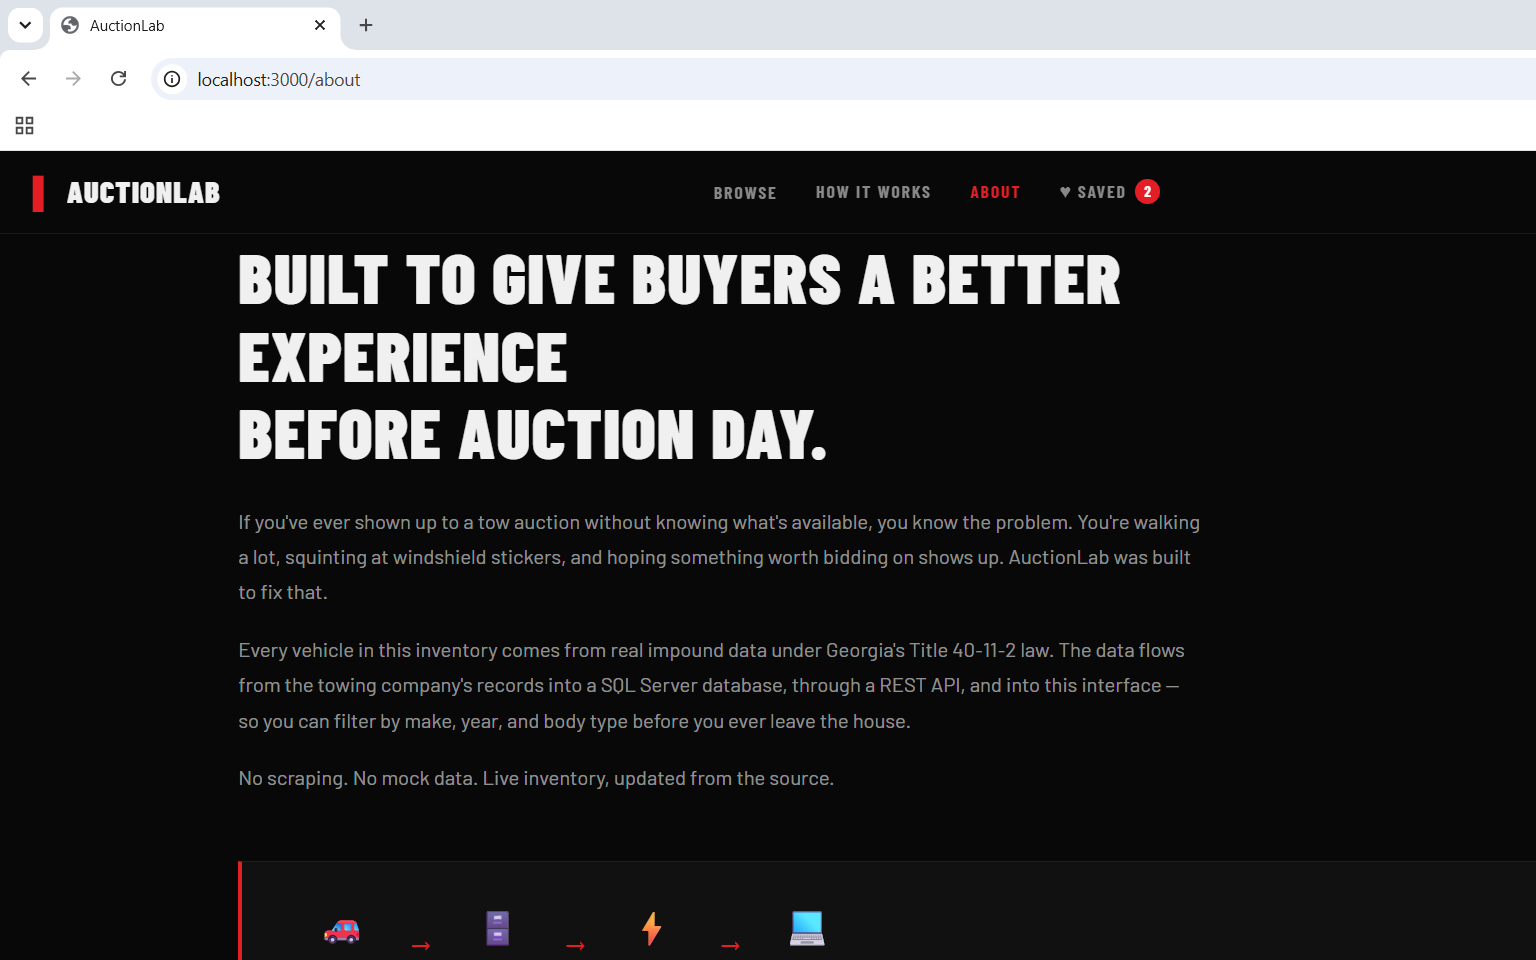 AuctionLab
localhost:3000/about
AUCTIONLAB
BROWSE
HOW IT WORKS
ABOUT
♥ SAVED 2
BUILT TO GIVE BUYERS A BETTER
EXPERIENCE
BEFORE AUCTION DAY.
If you've ever shown up to a tow auction without knowing what's available, you know the problem. You're walking
a lot, squinting at windshield stickers, and hoping something worth bidding on shows up. AuctionLab was built
to fix that.
Every vehicle in this inventory comes from real impound data under Georgia's Title 40-11-2 law. The data flows
from the towing company's records into a SQL Server database, through a REST API, and into this interface —
so you can filter by make, year, and body type before you ever leave the house.
No scraping. No mock data. Live inventory, updated from the source.